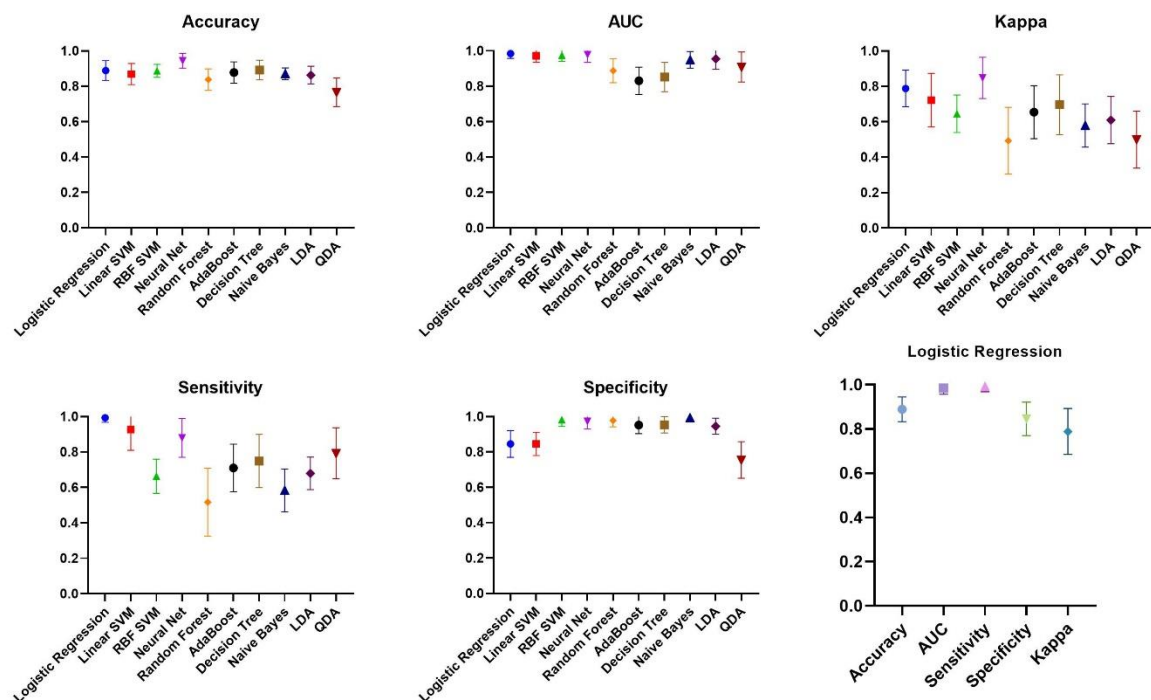 Accuracy
1.0
0.8
0.6
0.4
0.2
0.0
Logistic Regression
Linear SVM
RBF SVM
Neural Net
Random Forest
AdaBoost
Decision Tree
Naive Bayes
LDA
QDA
AUC
1.0
0.8
0.6
0.4
0.2
0.0
Logistic Regression
Linear SVM
RBF SVM
Neural Net
Random Forest
AdaBoost
Decision Tree
Naive Bayes
LDA
QDA
Kappa
1.0
0.8
0.6
0.4
0.2
0.0
Logistic Regression
Linear SVM
RBF SVM
Neural Net
Random Forest
AdaBoost
Decision Tree
Naive Bayes
LDA
QDA
Sensitivity
1.0
0.8
0.6
0.4
0.2
0.0
Logistic Regression
Linear SVM
RBF SVM
Neural Net
Random Forest
AdaBoost
Decision Tree
Naive Bayes
LDA
QDA
Specificity
1.0
0.8
0.6
0.4
0.2
0.0
Logistic Regression
Linear SVM
RBF SVM
Neural Net
Random Forest
AdaBoost
Decision Tree
Naive Bayes
LDA
QDA
Logistic Regression
1.0
0.8
0.6
0.4
0.2
0.0
Accuracy
AUC
Sensitivity
Specificity
Kappa